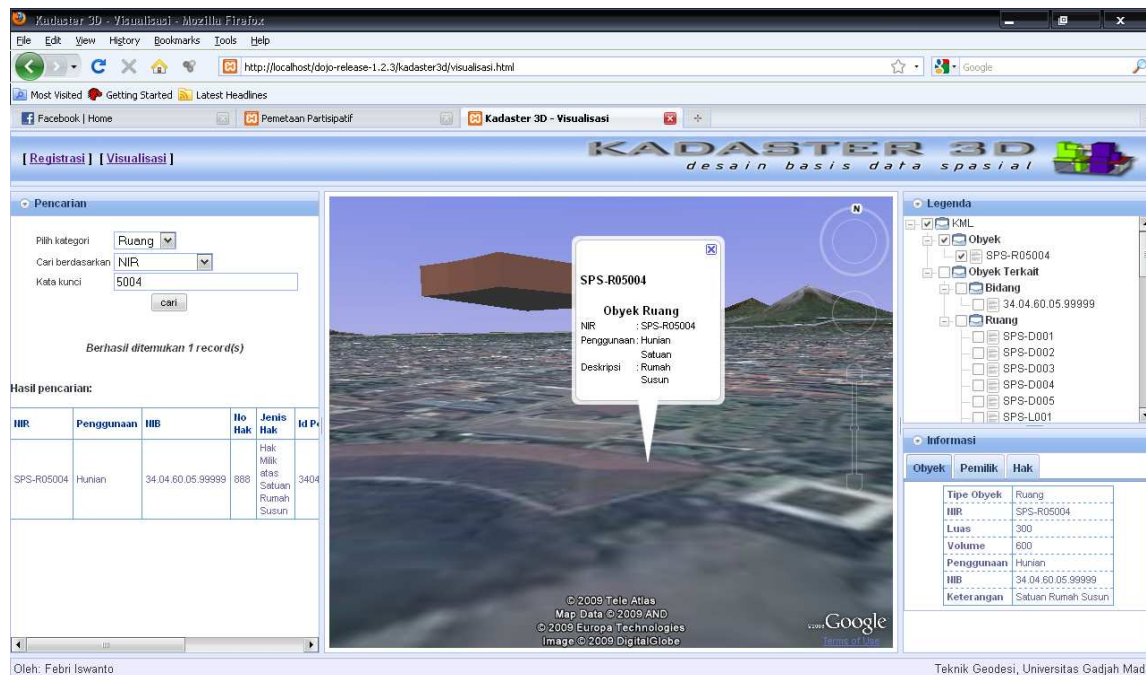 Kadaster 3D - Visualisasi - Mozilla Firefox
File Edit View History Bookmarks Tools Help
http://localhost/dojo-release-1.2.3/kadaster3d/visualisasi.html
Google
Most Visited Getting Started Latest Headlines
Facebook | Home
Pemetaan Partisipatif
Kadaster 3D - Visualisasi
[ Registrasi ] [ Visualisasi ]
KADASTER 3D
desain basis data spasial
Pencarian
Pilih kategori Ruang
Cari berdasarkan NIR
Kata kunci 5004
cari
Berhasil ditemukan 1 record(s)
Hasil pencarian:
NIR Penggunaan NIB No Hak Jenis Hak
SPS-R05004 Hunian 34.04.60.05.99999 888 Hak Milik atas Satuan Rumah Susun 3404
N
SPS-R05004
Obyek Ruang
NIR : SPS-R05004
Penggunaan : Hunian
Satuan
Deskripsi : Rumah
Susun
© 2009 Tele Atlas
Map Data © 2009 AND
© 2009 Europa Technologies
Image © 2009 DigitalGlobe
Google
Terms of Use
Legenda
KML
Obyek
SPS-R05004
Obyek Terkait
Bidang
34.04.60.05.99999
Ruang
SPS-D001
SPS-D002
SPS-D003
SPS-D004
SPS-D005
SPS-L001
Informasi
Obyek Pemilik Hak
Tipe Obyek Ruang
NIR SPS-R05004
Luas 300
Volume 600
Penggunaan Hunian
NIB 34.04.60.05.99999
Keterangan Satuan Rumah Susun
Oleh: Febri Iswanto
Teknik Geodesi, Universitas Gadjah Mad